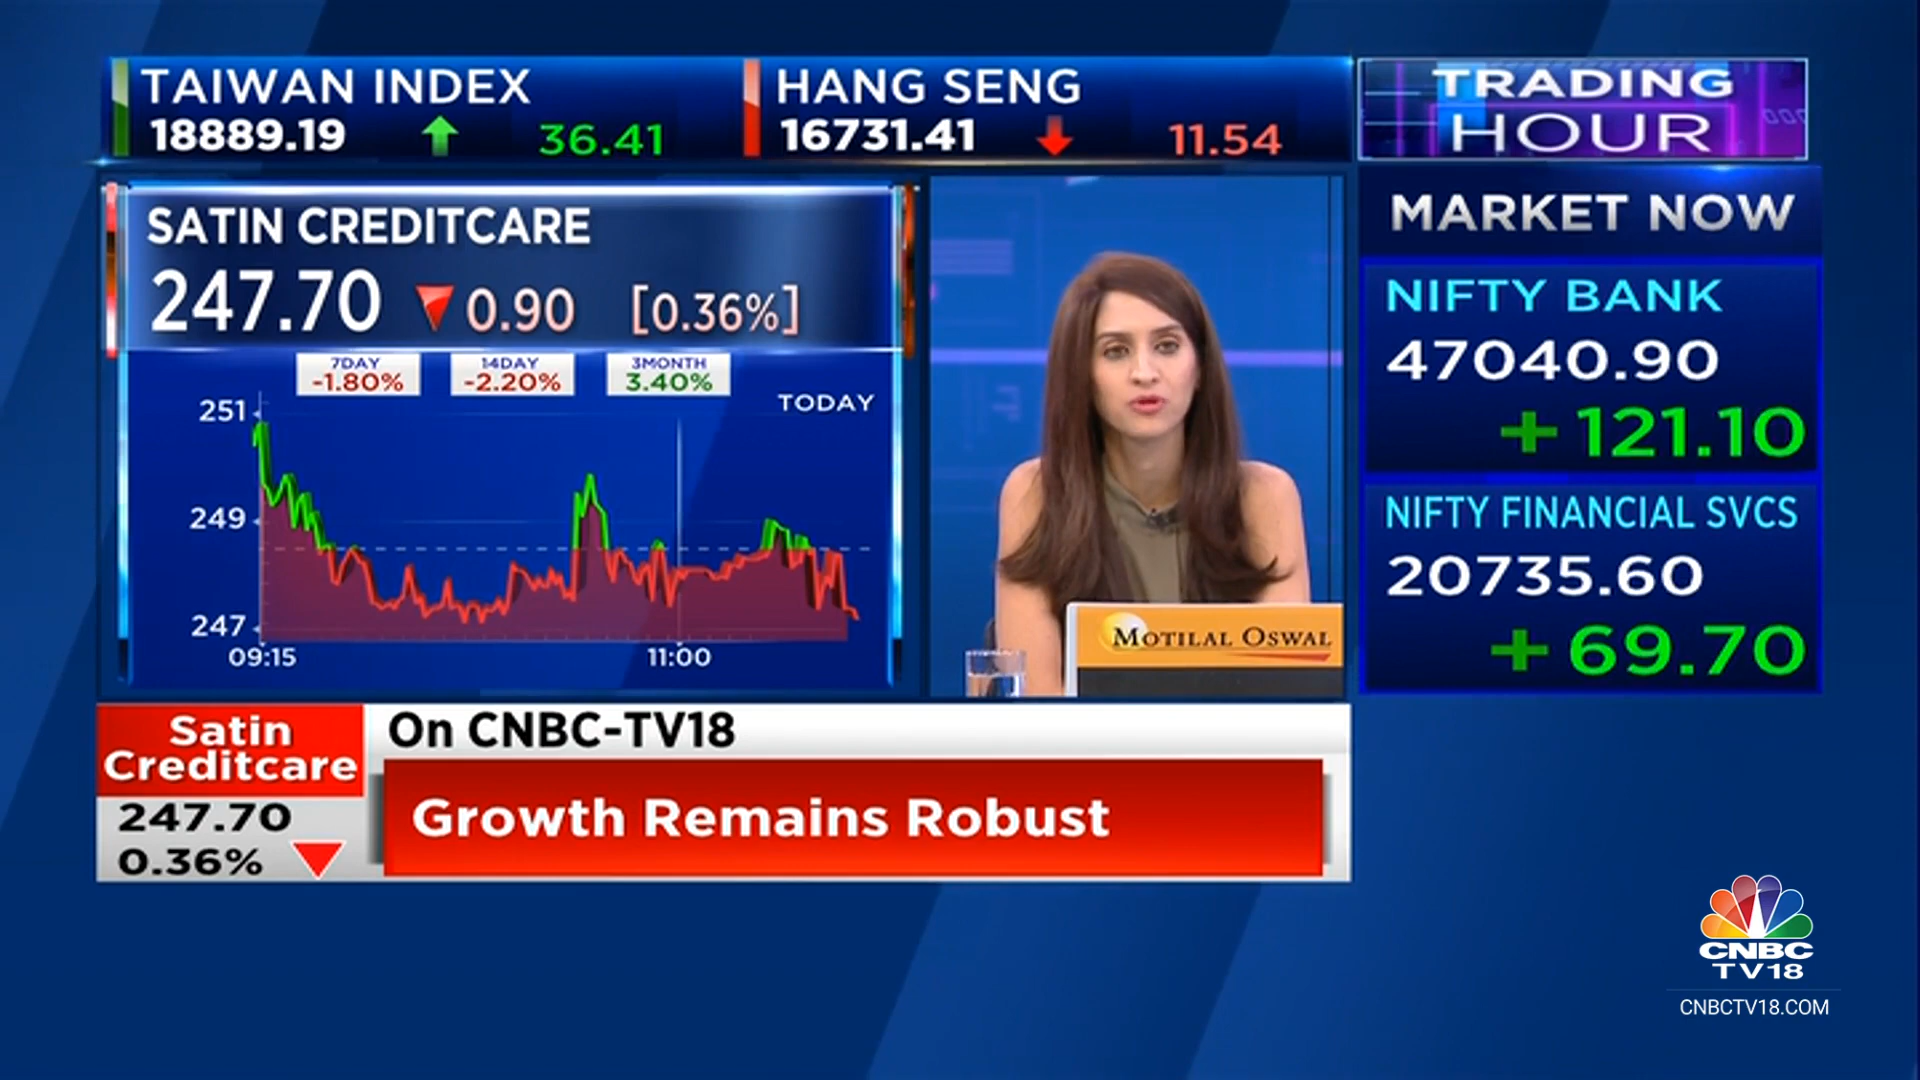 TAIWAN INDEX
18889.19 36.41
HANG SENG
16731.41 11.54
TRADING
HOUR
SATIN CREDITCARE
247.70 0.90 [0.36%]
7DAY
-1.80%
14DAY
-2.20%
3MONTH
3.40%
TODAY
251
249
247
09:15
11:00
MOTILAL OSWAL
MARKET NOW
NIFTY BANK
47040.90
+121.10
NIFTY FINANCIAL SVCS
20735.60
+69.70
Satin
Creditcare
247.70
0.36%
On CNBC-TV18
Growth Remains Robust
CNBC
TV18
CNBCTV18.COM